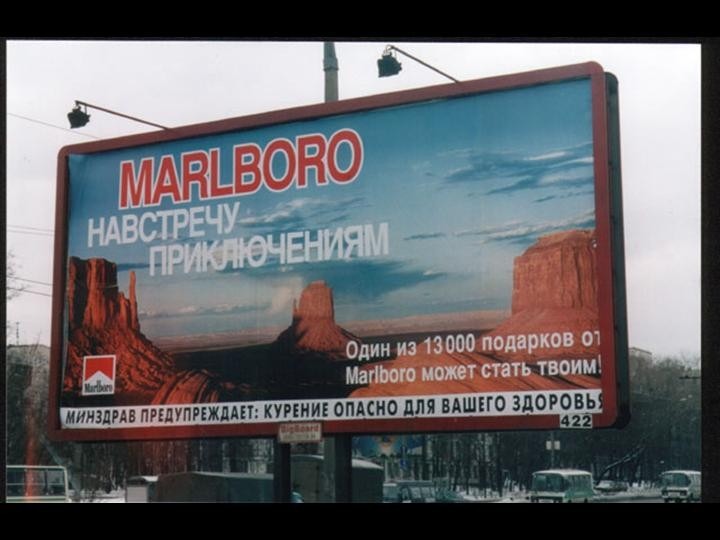 MARLBORO
НАВСТРЕЧУ
ПРИКЛЮЧЕНИЯМ
Один из 13000 подарков от
Marlboro может стать твоим!
Marlboro
МИНЗДРАВ ПРЕДУПРЕЖДАЕТ: КУРЕНИЕ ОПАСНО ДЛЯ ВАШЕГО ЗДОРОВЬЯ
422
BigBoard